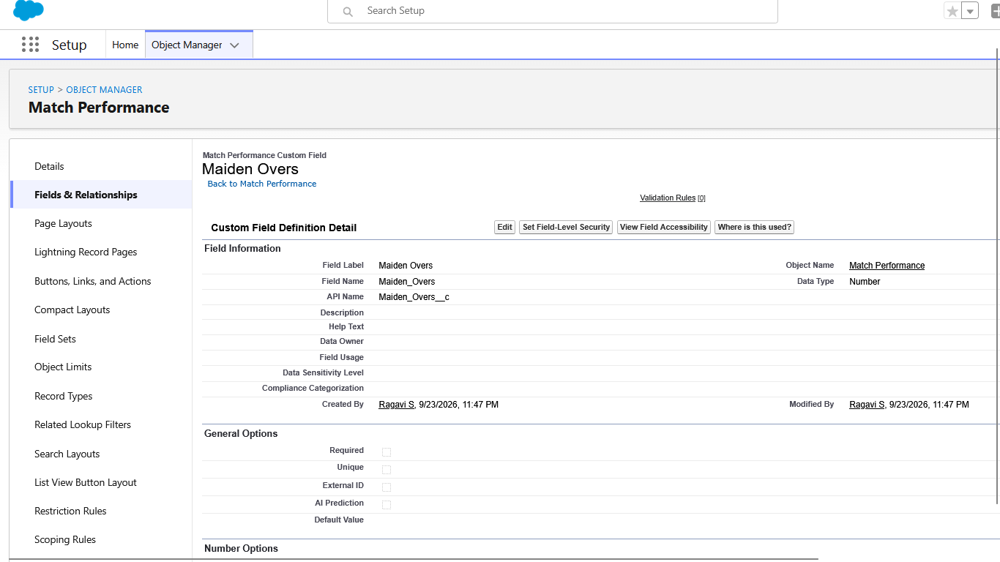 Search Setup
Setup
Home
Object Manager
SETUP > OBJECT MANAGER
Match Performance
Details
Fields & Relationships
Page Layouts
Lightning Record Pages
Buttons, Links, and Actions
Compact Layouts
Field Sets
Object Limits
Record Types
Related Lookup Filters
Search Layouts
List View Button Layout
Restriction Rules
Scoping Rules
Match Performance Custom Field
Maiden Overs
Back to Match Performance
Validation Rules [0]
Custom Field Definition Detail
Edit
Set Field-Level Security
View Field Accessibility
Where is this used?
Field Information
Field Label Maiden Overs
Object Name Match Performance
Field Name Maiden_Overs
Data Type Number
API Name Maiden_Overs__c
Description
Help Text
Data Owner
Field Usage
Data Sensitivity Level
Compliance Categorization
Created By Ragavi S, 9/23/2026, 11:47 PM
Modified By Ragavi S, 9/23/2026, 11:47 PM
General Options
Required
Unique
External ID
AI Prediction
Default Value
Number Options